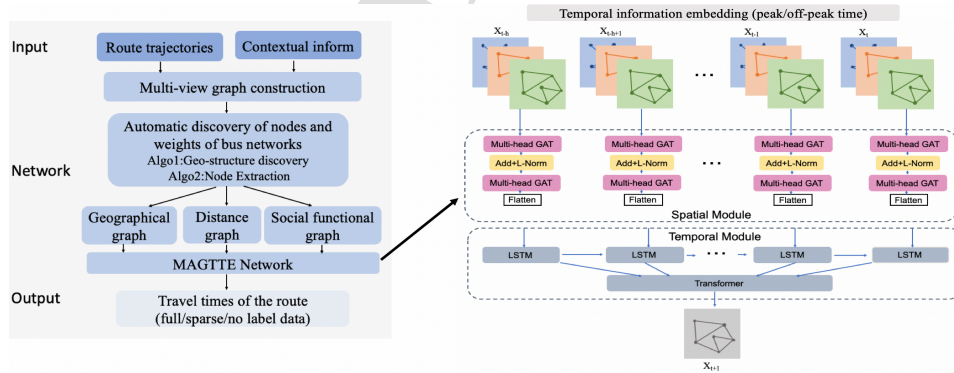 Input
Route trajectories
Contextual inform
Multi-view graph construction
Network
Automatic discovery of nodes and
weights of bus networks
Algo1:Geo-structure discovery
Algo2:Node Extraction
Geographical
graph
Distance
graph
Social functional
graph
MAGTTE Network
Output
Travel times of the route
(full/sparse/no label data)
Temporal information embedding (peak/off-peak time)
X_{t-h}
X_{t-h+1}
X_{t-1}
X_t
...
Multi-head GAT
Multi-head GAT
Multi-head GAT
Multi-head GAT
Add+L-Norm
Add+L-Norm
...
Add+L-Norm
Add+L-Norm
Multi-head GAT
Multi-head GAT
Multi-head GAT
Multi-head GAT
Flatten
Flatten
Flatten
Flatten
Spatial Module
Temporal Module
LSTM
LSTM
...
LSTM
LSTM
Transformer
X_{t+1}